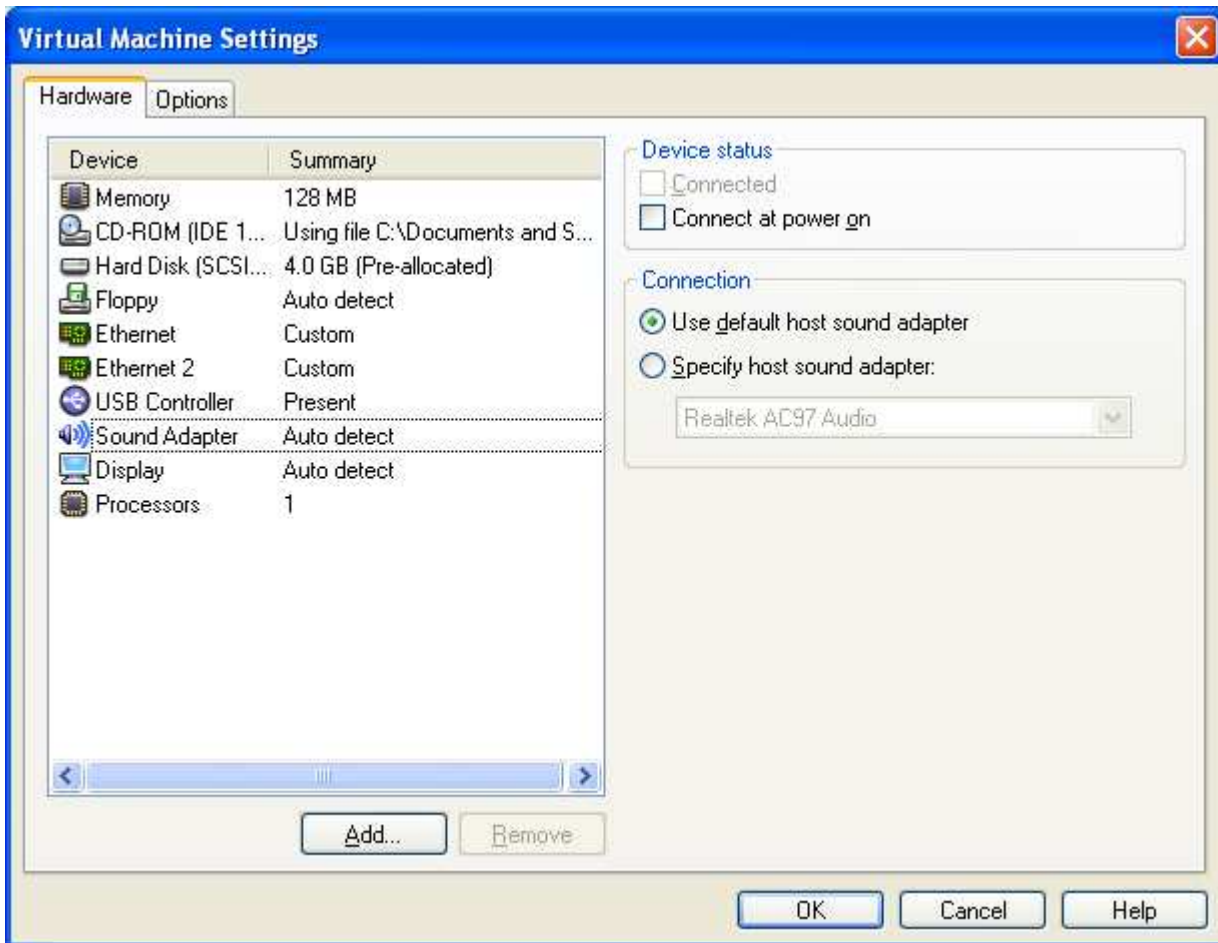 Virtual Machine Settings
Hardware Options
Device Summary
Memory 128 MB
CD-ROM (IDE 1... Using file C:\Documents and S...
Hard Disk (SCSI... 4.0 GB (Pre-allocated)
Floppy Auto detect
Ethernet Custom
Ethernet 2 Custom
USB Controller Present
Sound Adapter Auto detect
Display Auto detect
Processors 1
Add... Remove
Device status
Connected
Connect at power on
Connection
Use default host sound adapter
Specify host sound adapter:
Realtek AC97 Audio
OK Cancel Help